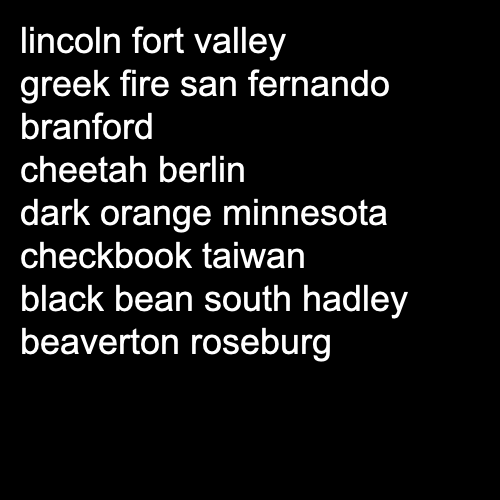 lincoln fort valley
greek fire san fernando
branford
cheetah berlin
dark orange minnesota
checkbook taiwan
black bean south hadley
beaverton roseburg